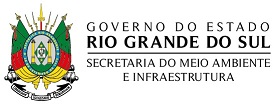 GOVERNO DO ESTADO
RIO GRANDE DO SUL
SECRETARIA DO MEIO AMBIENTE
E INFRAESTRUTURA